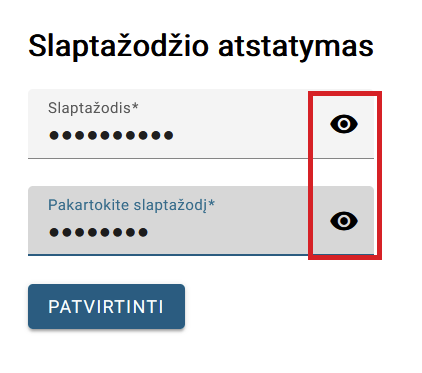 Slaptažodžio atstatymas
Slaptažodis*
●●●●●●●●●●
Pakartokite slaptažodį*
●●●●●●●●
PATVIRTINTI